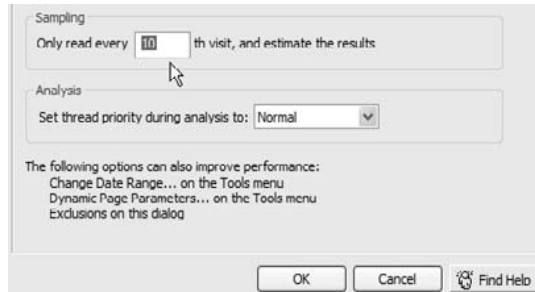 Sampling
Only read every 10 th visit, and estimate the results
Analysis
Set thread priority during analysis to: Normal
The following options can also improve performance:
Change Date Range... on the Tools menu
Dynamic Page Parameters... on the Tools menu
Exclusions on this dialog
OK Cancel Find Help